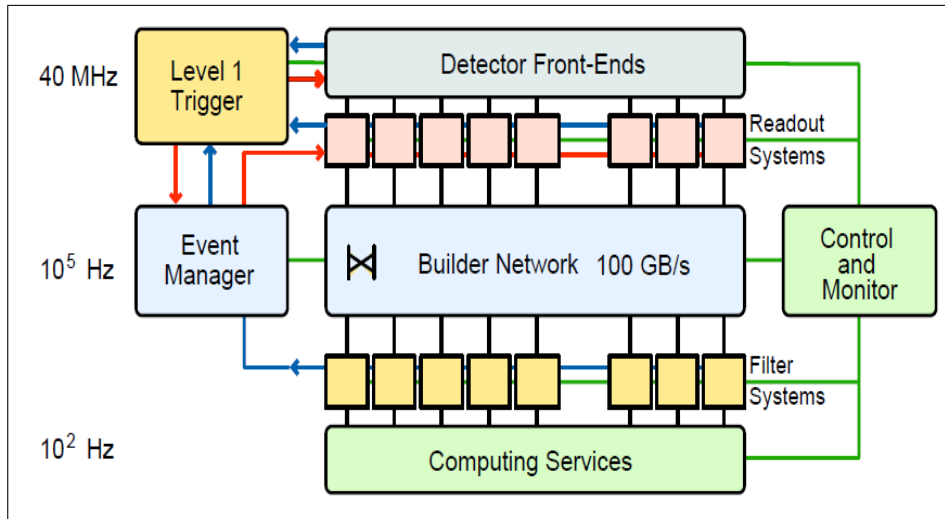 40 MHz
Level 1
Trigger
Detector Front-Ends
Readout
Systems
10⁵ Hz
Event
Manager
Builder Network 100 GB/s
Control
and
Monitor
Filter
Systems
10² Hz
Computing Services